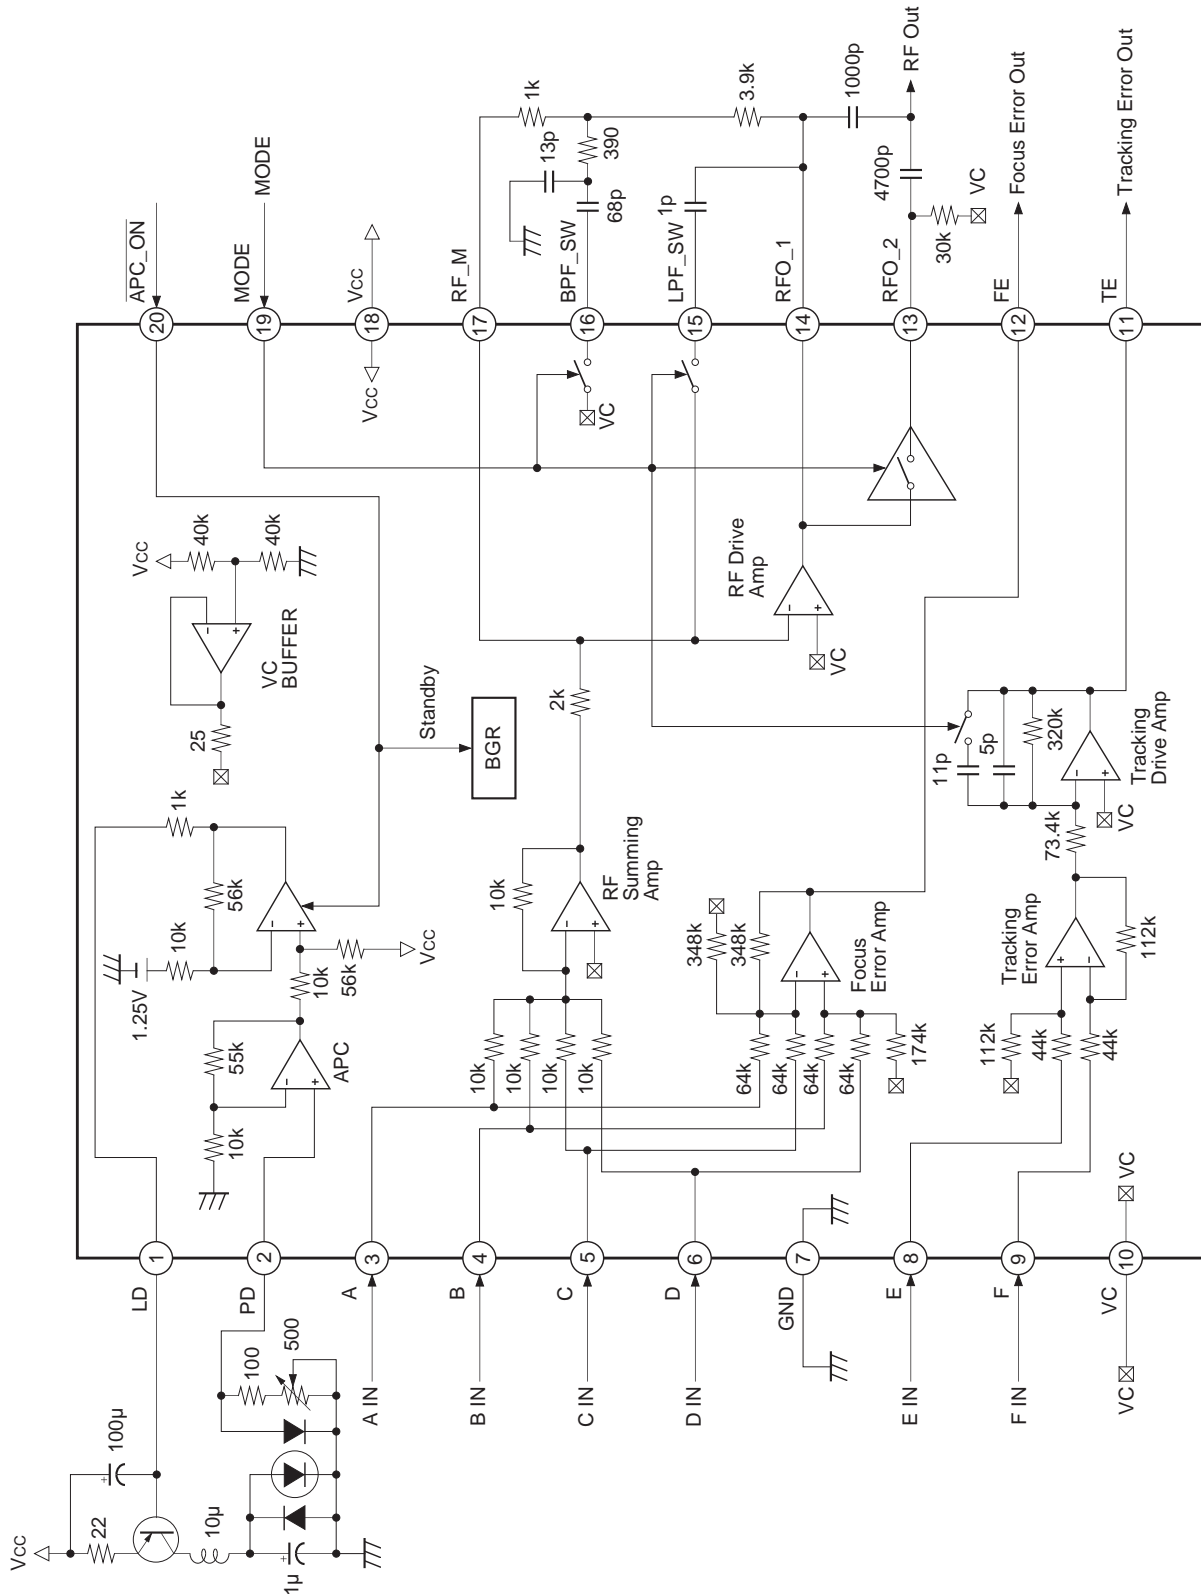 Vcc
22
100µ
10µ
1µ
100
500
LD
PD
A
B
C
D
GND
E
F
VC
A IN
B IN
C IN
D IN
E IN
F IN
VC
VC
1
2
3
4
5
6
7
8
9
10
10k
55k
APC
1.25V
10k
56k
1k
10k
56k
Vcc
25
VC
BUFFER
Vcc
40k
40k
Standby
BGR
10k
10k
10k
10k
10k
RF
Summing
Amp
2k
348k
348k
64k
64k
64k
64k
174k
Focus
Error Amp
112k
44k
44k
112k
Tracking
Error Amp
73.4k
11p
5p
320k
VC
Tracking
Drive Amp
RF Drive
Amp
VC
VC
Vcc
20
19
18
17
16
15
14
13
12
11
APC_ON
MODE
MODE
Vcc
RF_M
BPF_SW
LPF_SW
RFO_1
RFO_2
FE
TE
1k
13p
390
68p
1p
3.9k
1000p
4700p
30k
VC
RF Out
Focus Error Out
Tracking Error Out